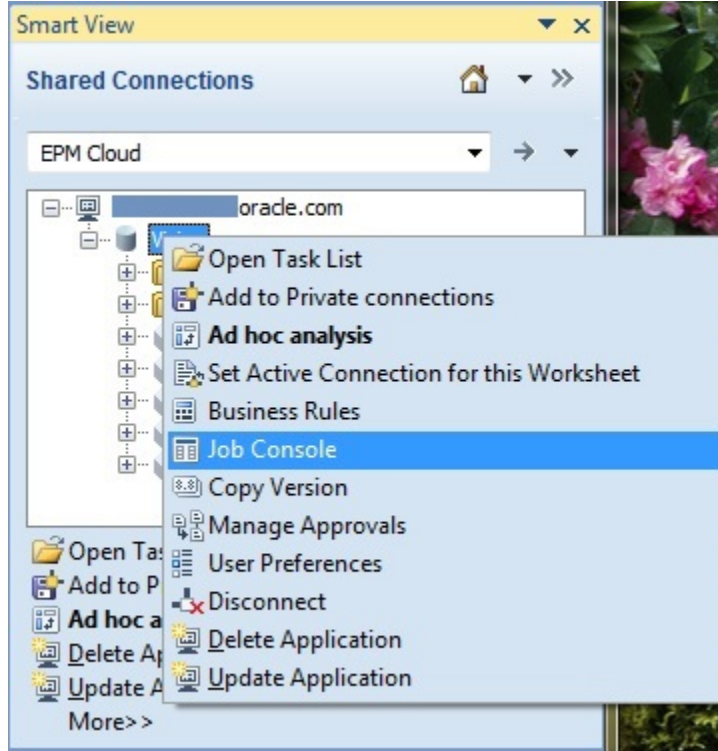 Smart View
Shared Connections
EPM Cloud
oracle.com
Open Task List
Add to Private connections
Ad hoc analysis
Set Active Connection for this Worksheet
Business Rules
Job Console
Copy Version
Manage Approvals
User Preferences
Disconnect
Delete Application
Update Application
Open Ta
Add to P
Ad hoc a
Delete Ap
Update A
More>>